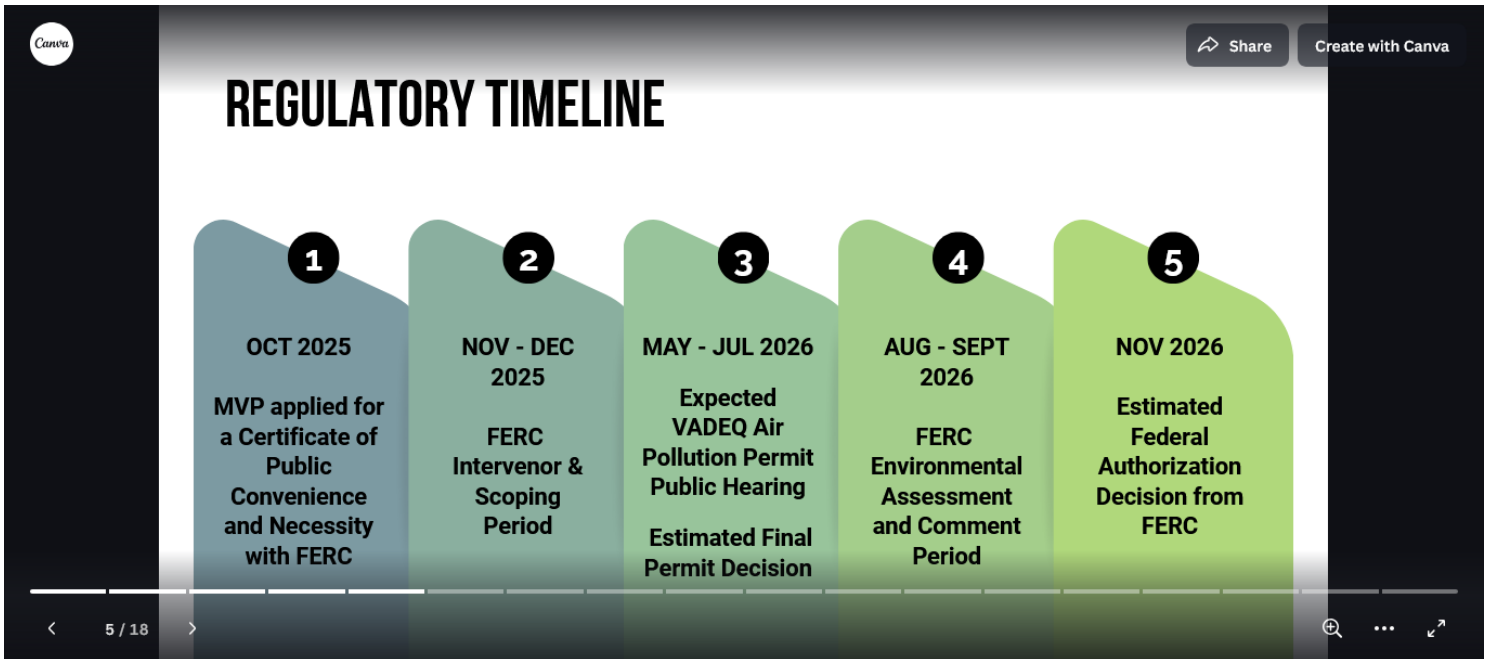 Canva
Share
Create with Canva
REGULATORY TIMELINE
1
OCT 2025
MVP applied for
a Certificate of
Public
Convenience
and Necessity
with FERC
2
NOV - DEC
2025
FERC
Intervenor &
Scoping
Period
3
MAY - JUL 2026
Expected
VADEQ Air
Pollution Permit
Public Hearing
Estimated Final
Permit Decision
4
AUG - SEPT
2026
FERC
Environmental
Assessment
and Comment
Period
5
NOV 2026
Estimated
Federal
Authorization
Decision from
FERC
5 / 18